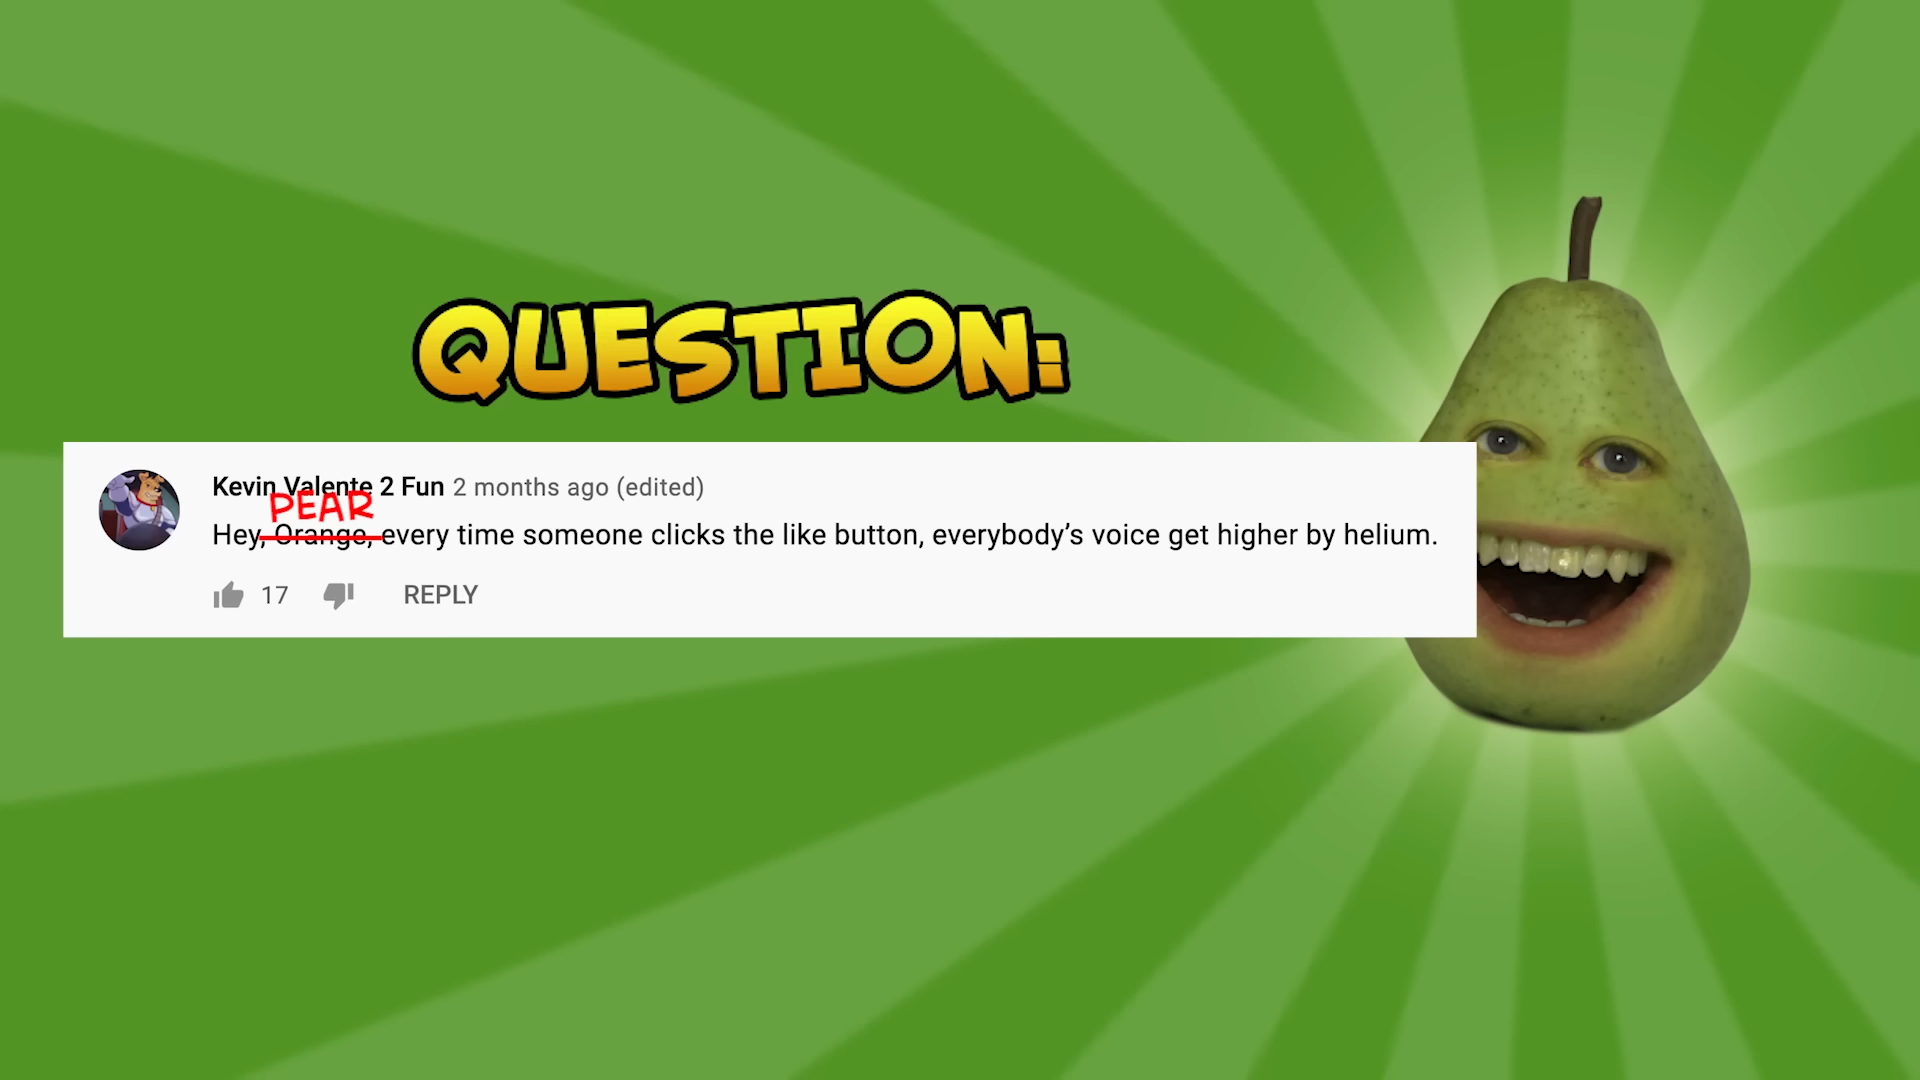 QUESTION:
Kevin Valente 2 Fun 2 months ago (edited)
PEAR
Hey, Orange, every time someone clicks the like button, everybody’s voice get higher by helium.
17 REPLY